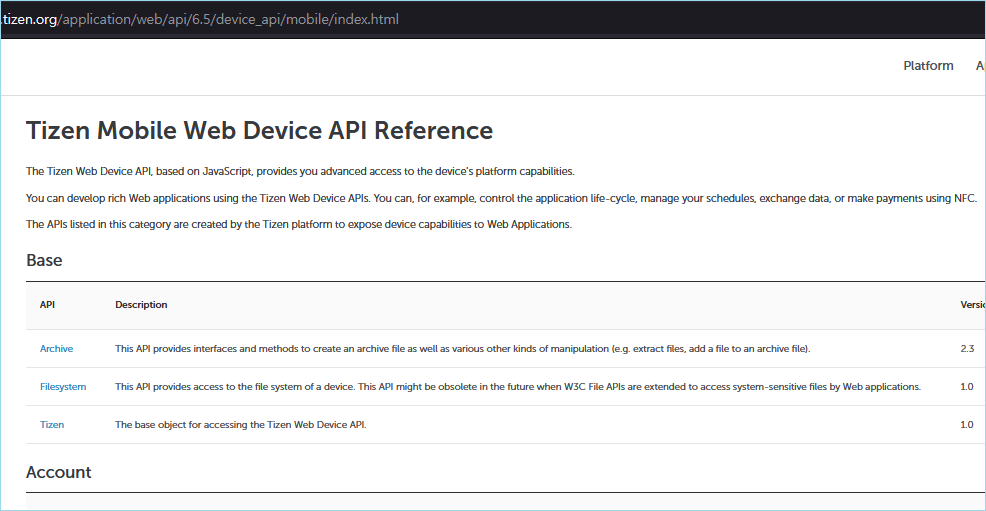 .tizen.org/application/web/api/6.5/device_api/mobile/index.html
Platform
Tizen Mobile Web Device API Reference
The Tizen Web Device API, based on JavaScript, provides you advanced access to the device's platform capabilities.
You can develop rich Web applications using the Tizen Web Device APIs. You can, for example, control the application life-cycle, manage your schedules, exchange data, or make payments using NFC.
The APIs listed in this category are created by the Tizen platform to expose device capabilities to Web Applications.
Base
API Description
Archive This API provides interfaces and methods to create an archive file as well as various other kinds of manipulation (e.g. extract files, add a file to an archive file). 2.3
Filesystem This API provides access to the file system of a device. This API might be obsolete in the future when W3C File APIs are extended to access system-sensitive files by Web applications. 1.0
Tizen The base object for accessing the Tizen Web Device API. 1.0
Account